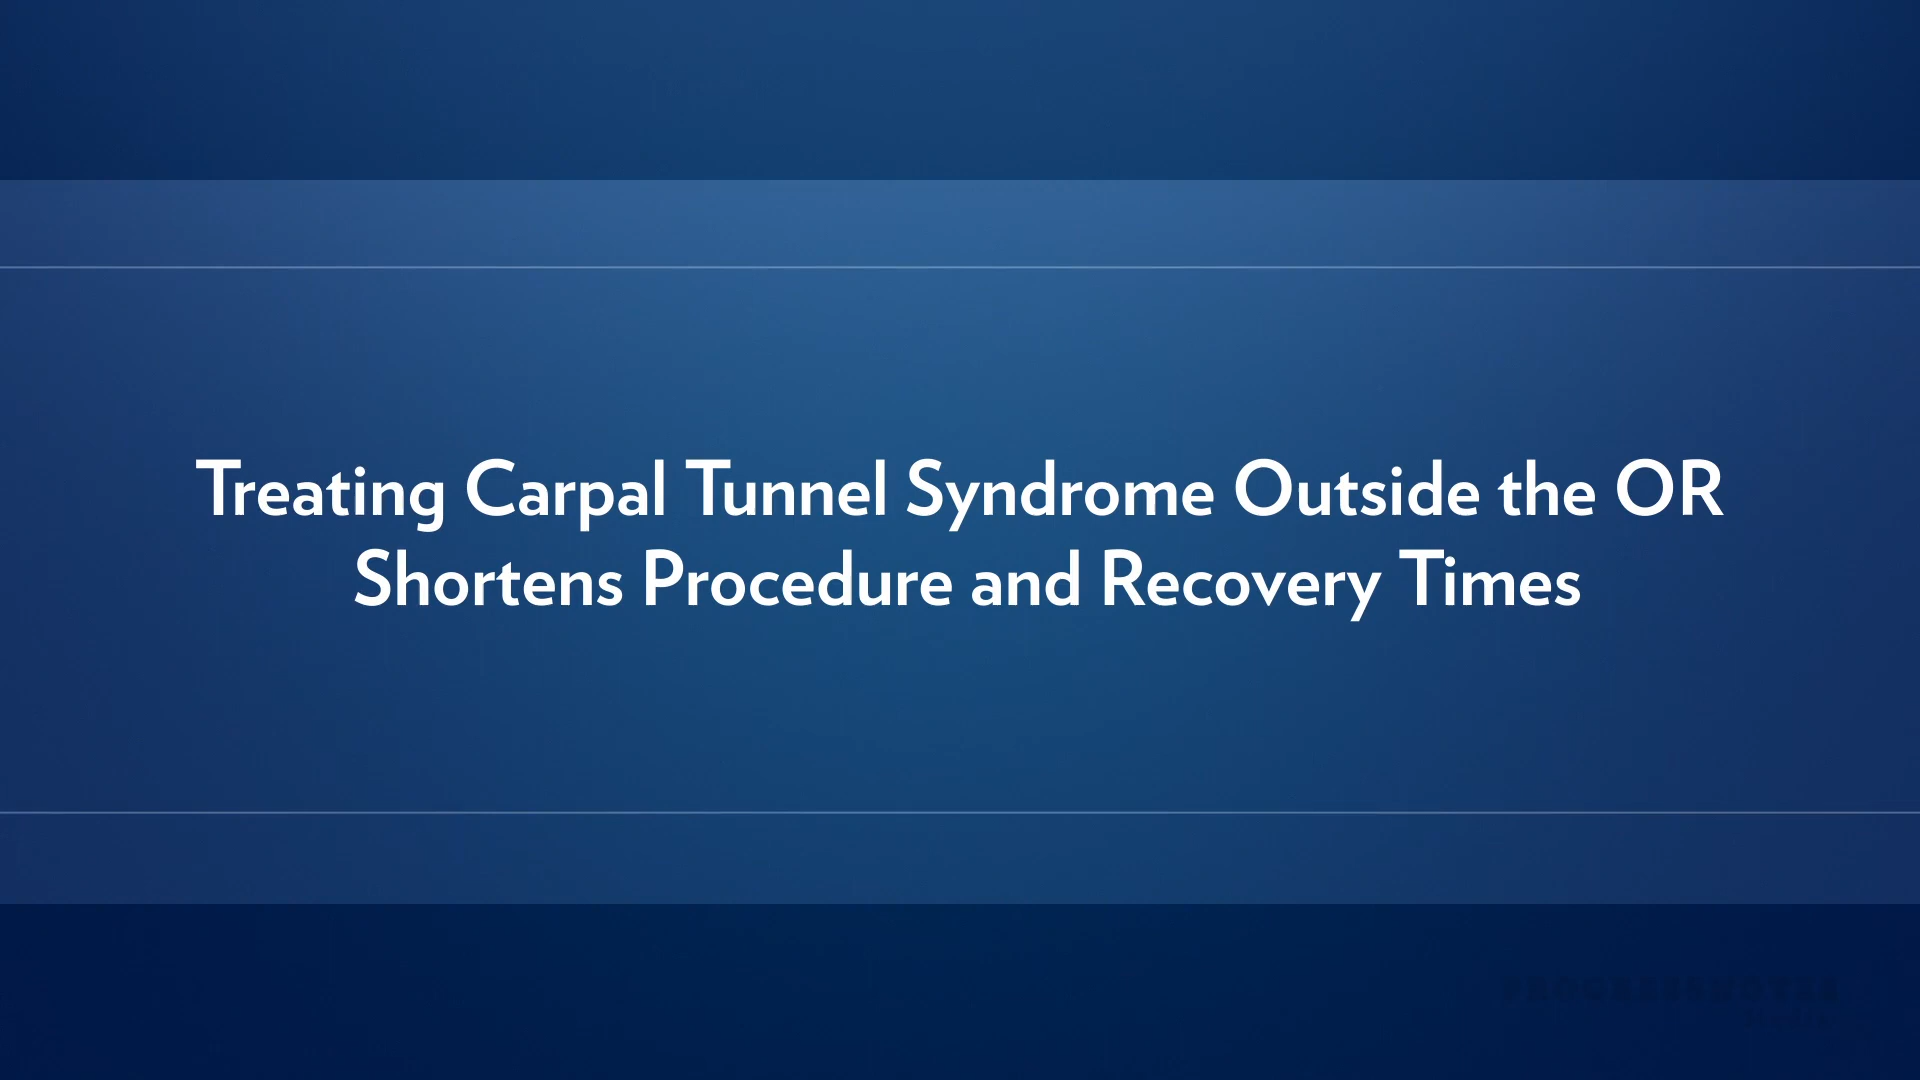 Treating Carpal Tunnel Syndrome Outside the OR
Shortens Procedure and Recovery Times